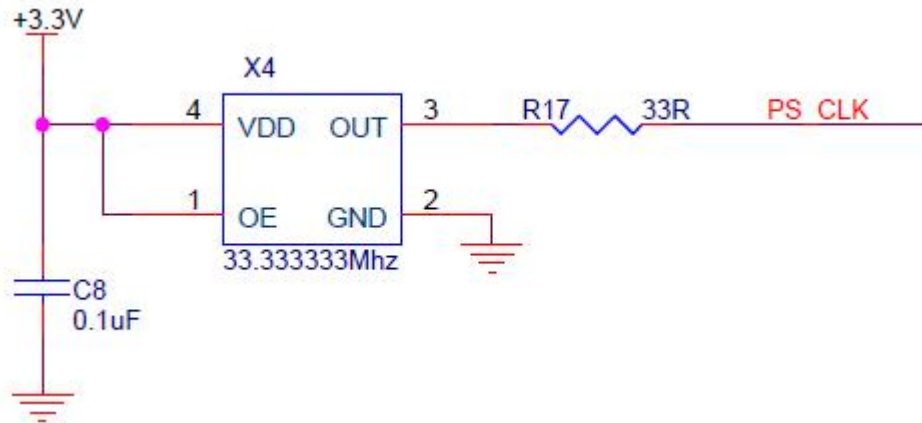 +3.3V
X4
4 VDD OUT 3 R17 33R PS_CLK
1 OE GND 2
33.333333Mhz
C8
0.1uF